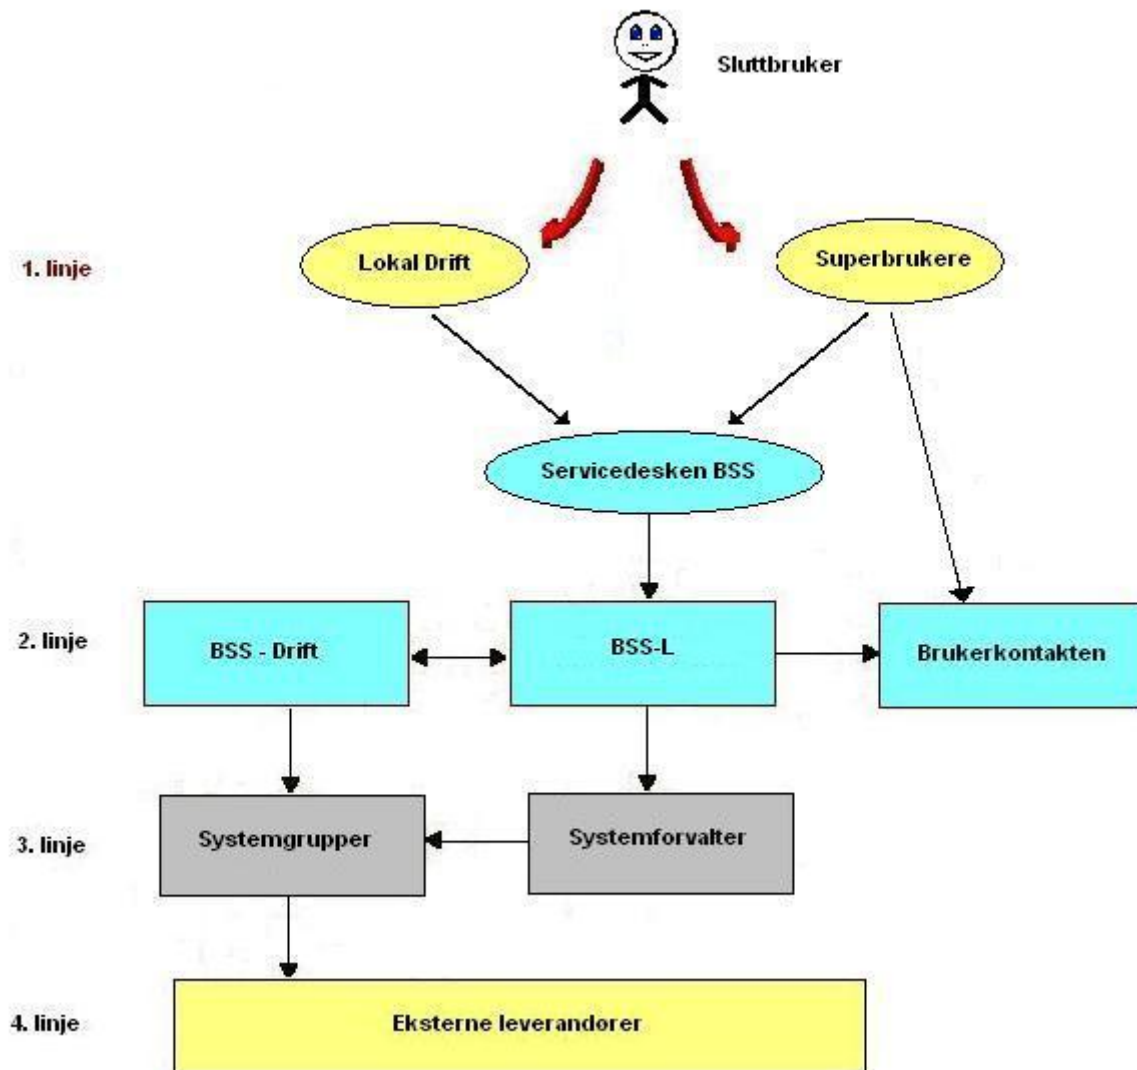 Sluttbruker
1. linje
Lokal Drift
Superbrukere
Servicedesken BSS
2. linje
BSS - Drift
BSS-L
Brukerkontakten
3. linje
Systemgrupper
Systemforvalter
4. linje
Eksterne leverandører